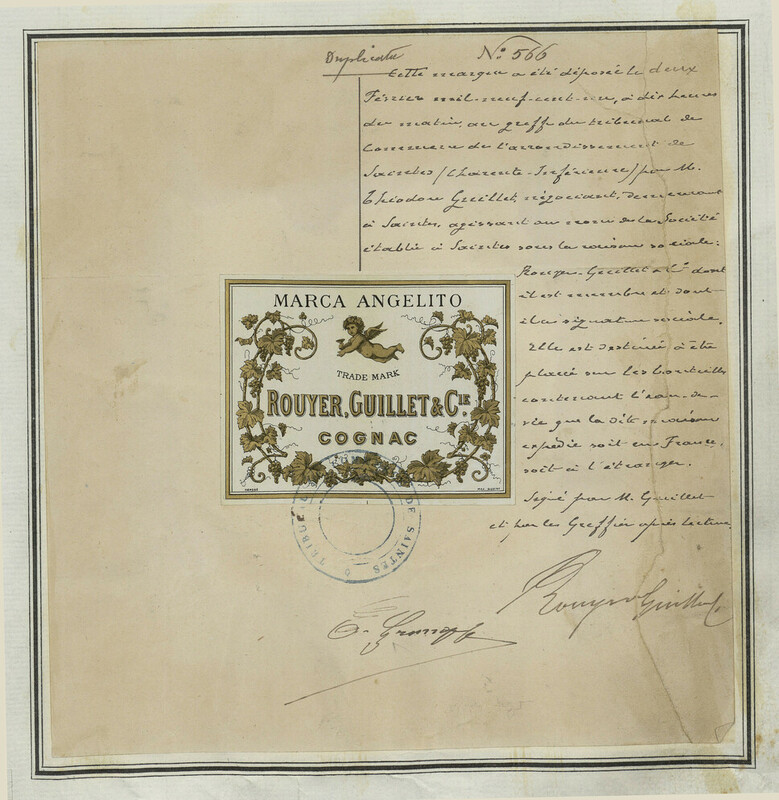 Duplicata
N° 566
Cette marque a été déposée le deux
Février mil-neuf-cent-un, à dix heures
du matin, au greffe du tribunal de
Commerce de l'arrondissement de
Saintes (Charente-Inférieure) par M.
Théodore Guillet, négociant, demeurant
à Saintes, agissant au nom de la Société
établie à Saintes sous la raison sociale:
Rouyer-Guillet & Cie dont
il est membre et dont
il a signature sociale.
Elle est destinée à être
placée sur les bouteilles
contenant l'eau-de-
vie que la dite maison
expédie soit en France,
soit à l'étranger.
Signé par M. Guillet
et par le Greffier après lecture.
MARCA ANGELITO
TRADE MARK
ROUYER, GUILLET & CIE.
COGNAC
DE SAINTES
Rouyer Guillet &